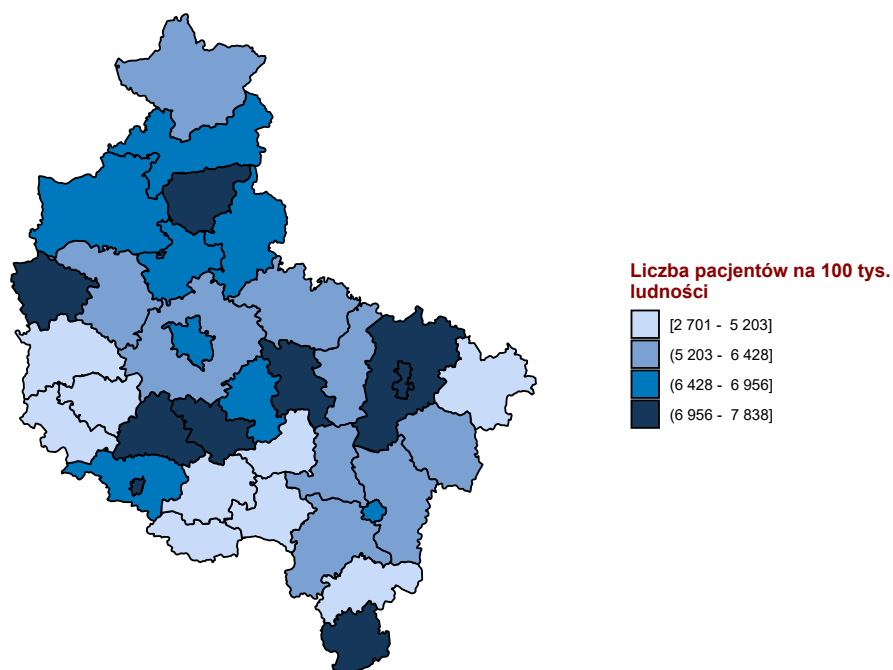 Liczba pacjentów na 100 tys.
ludności
[2 701 - 5 203]
(5 203 - 6 428]
(6 428 - 6 956]
(6 956 - 7 838]